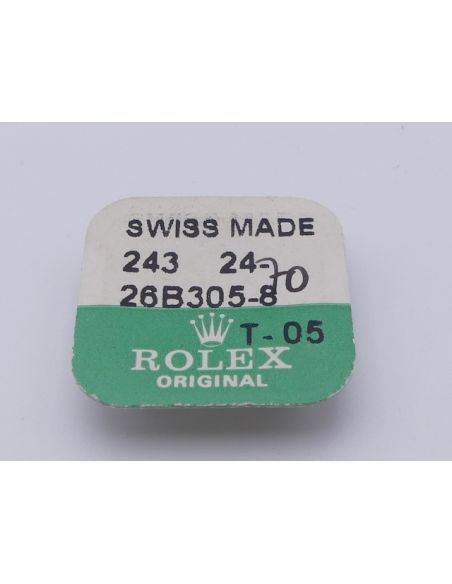 SWISS MADE
243 24-70
26B305-8
T-05
ROLEX
ORIGINAL